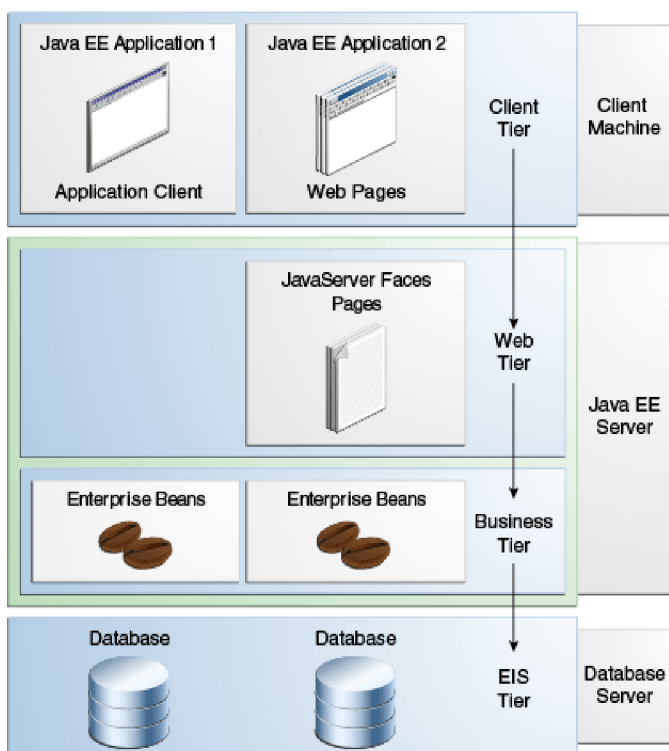 Java EE Application 1
Java EE Application 2
Application Client
Web Pages
Client
Tier
Client
Machine
JavaServer Faces
Pages
Web
Tier
Java EE
Server
Enterprise Beans
Enterprise Beans
Business
Tier
Database
Database
EIS
Tier
Database
Server